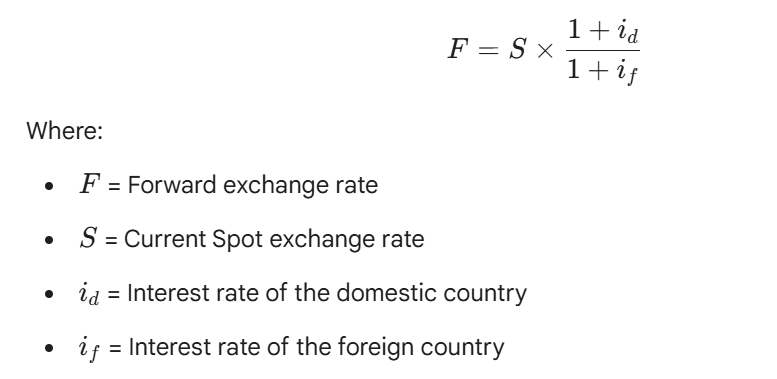 F = S × \frac{1 + i_d}{1 + i_f}
Where:
• F = Forward exchange rate
• S = Current Spot exchange rate
• i_d = Interest rate of the domestic country
• i_f = Interest rate of the foreign country